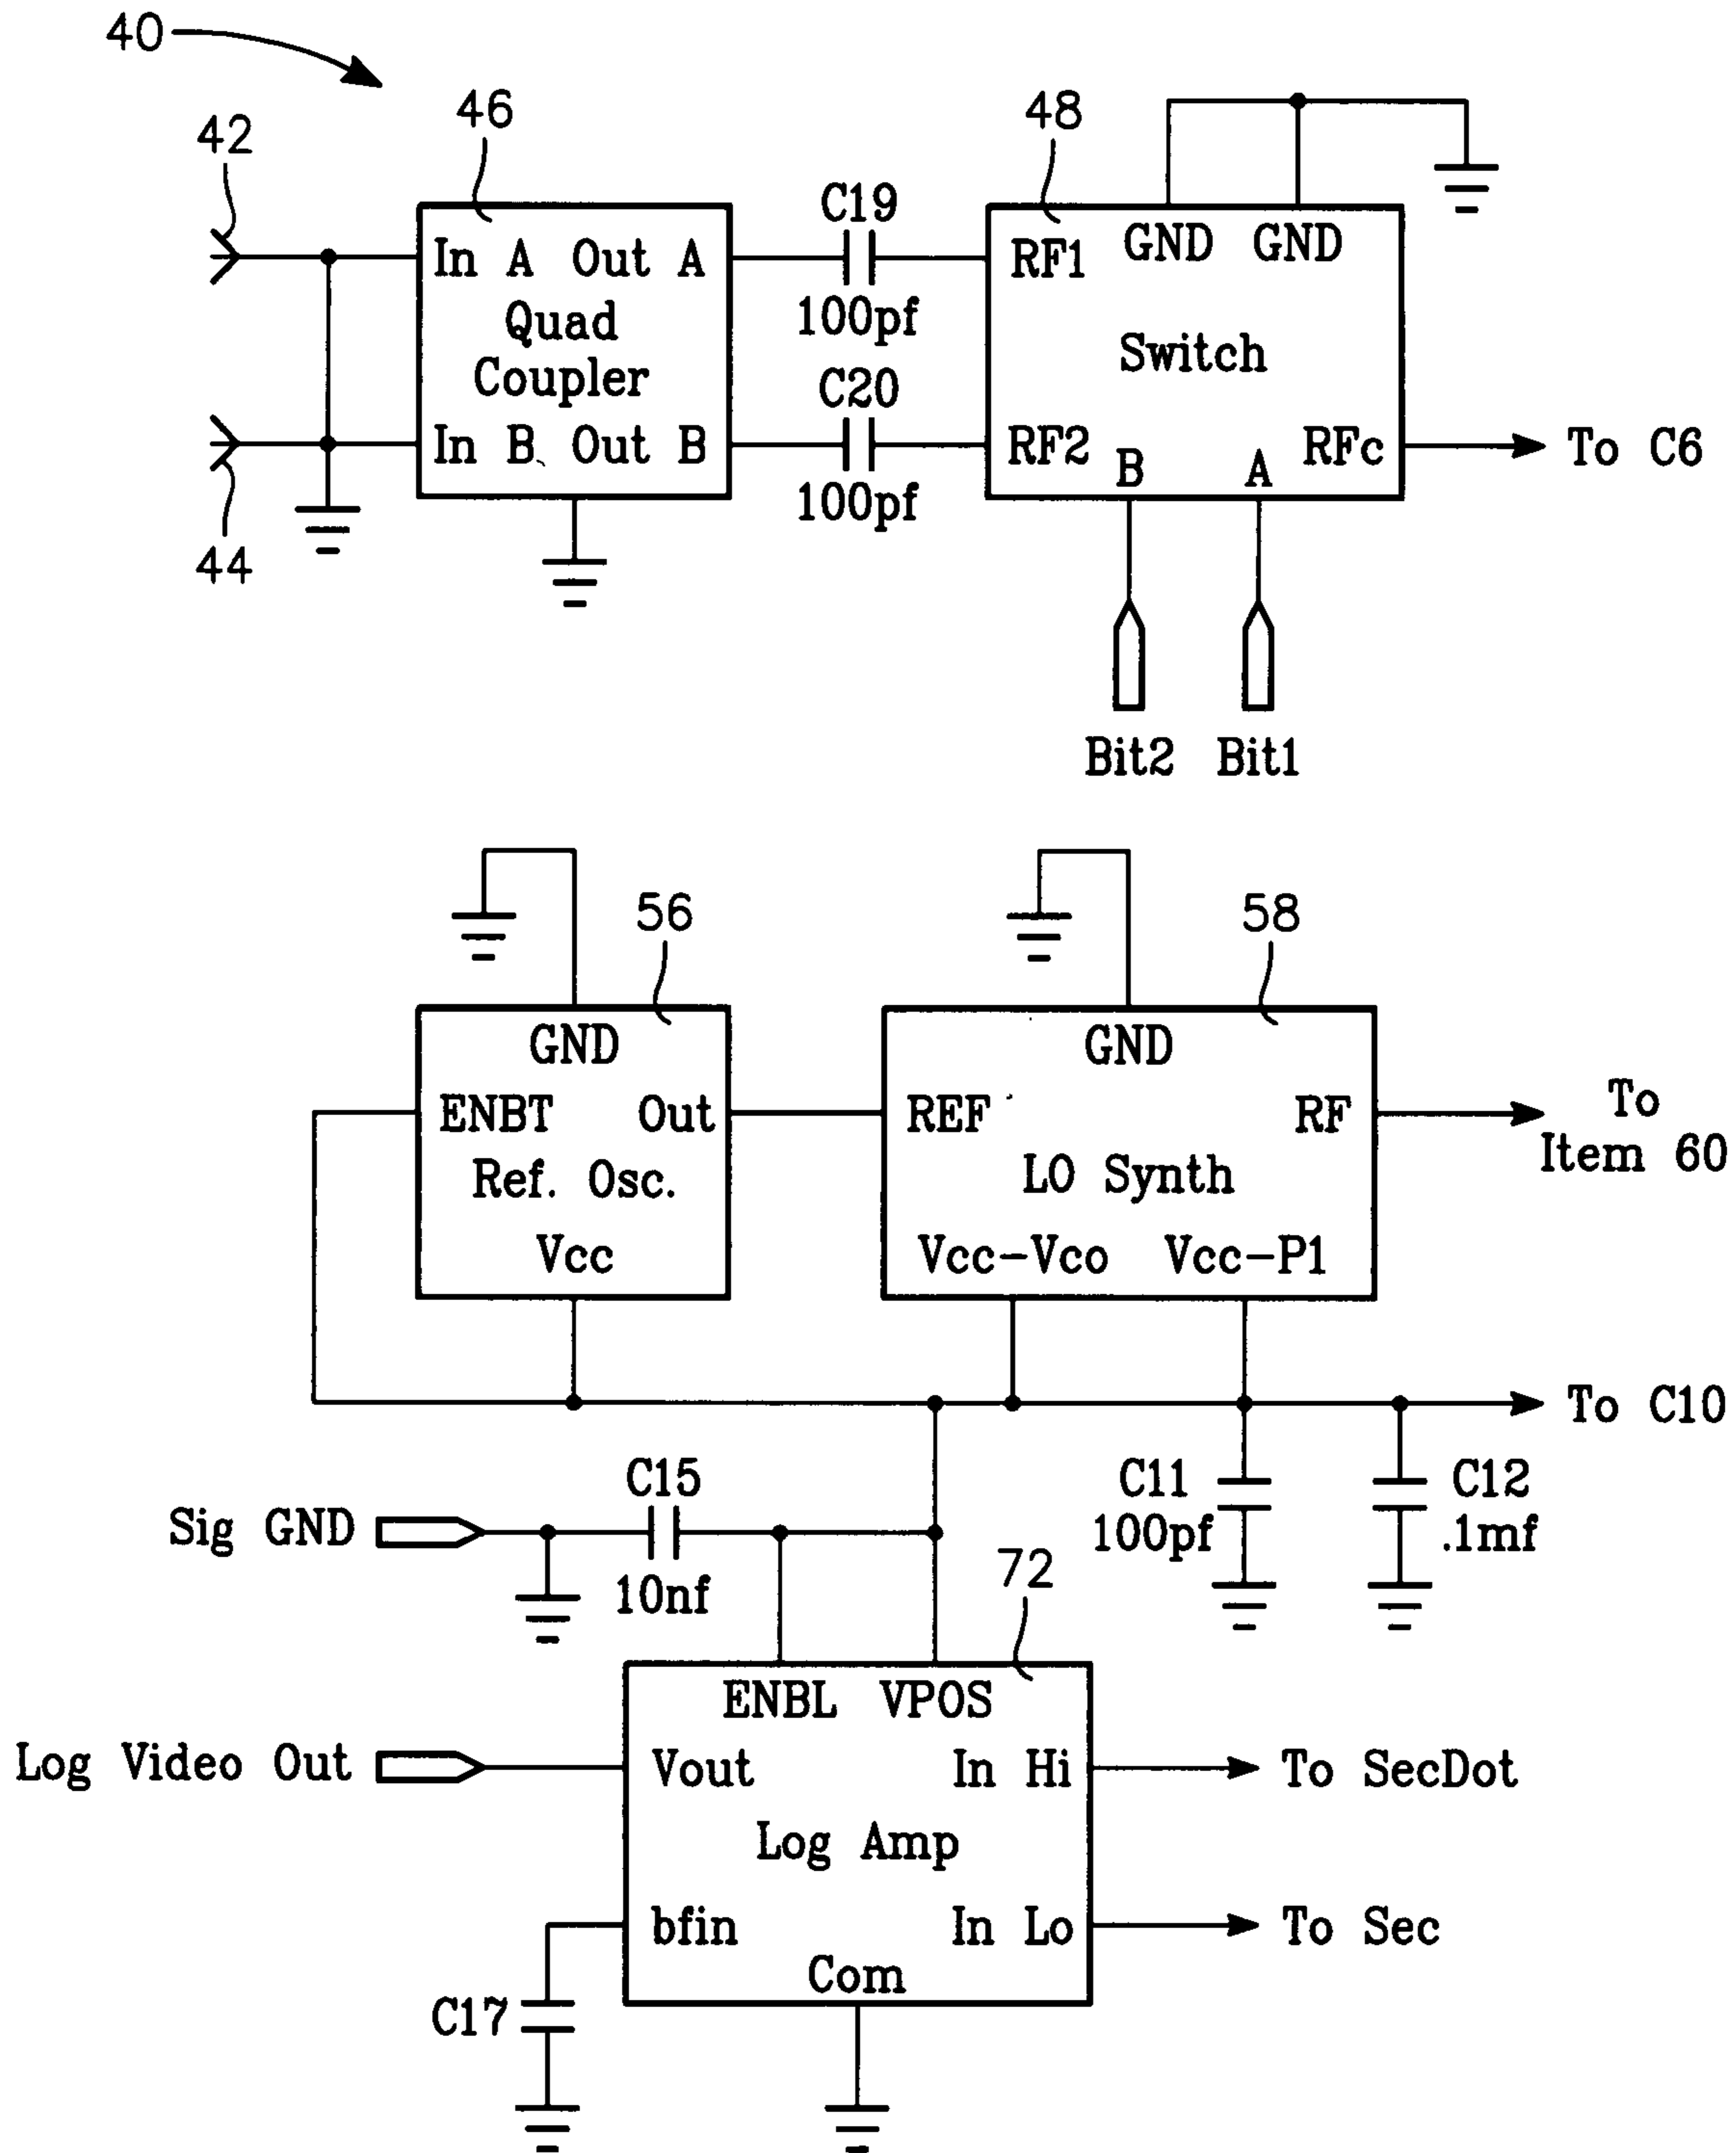 40
42
46
48
C19
In A Out A
RF1
GND GND
Quad
Coupler
100pf
Switch
C20
In B Out B
RF2
B
A
RFc
To C6
100pf
44
Bit2 Bit1
56
58
GND
GND
ENBT Out
REF
RF
To
Item 60
Ref. Osc.
LO Synth
Vcc
Vcc-Vco Vcc-P1
To C10
C15
C11
100pf
C12
.1mf
Sig GND
10nf
72
ENBL VPOS
Log Video Out
Vout
In Hi
To SecDot
Log Amp
bfin
In Lo
To Sec
Com
C17